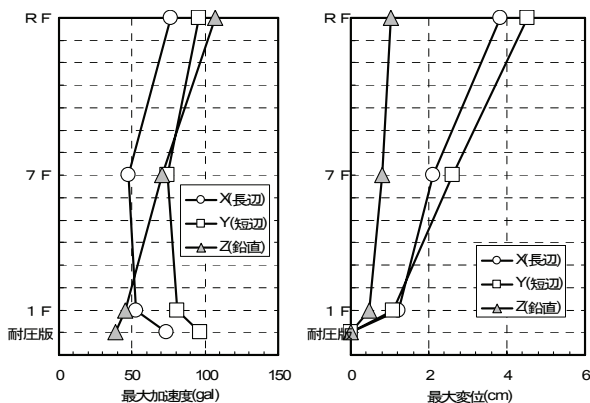 RF
7F
1F
耐圧版
X(長辺)
Y(短辺)
Z(鉛直)
0 50 100 150
最大加速度(gal)
RF
7F
1F
耐圧版
X(長辺)
Y(短辺)
Z(鉛直)
0 2 4 6
最大変位(cm)